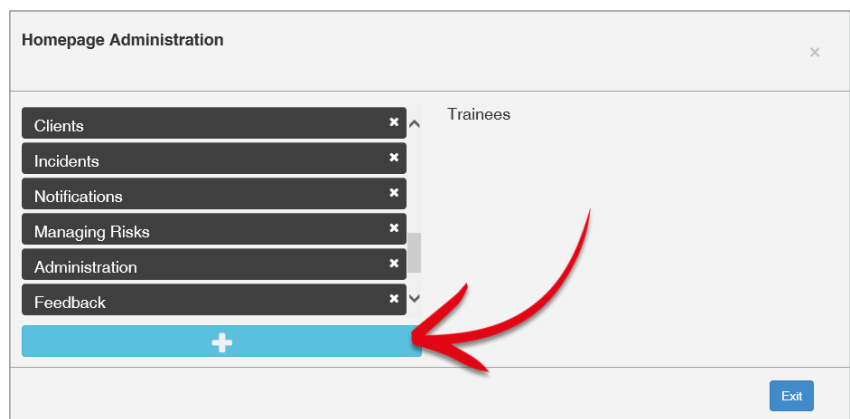 Homepage Administration
Clients
Trainees
Incidents
Notifications
Managing Risks
Administration
Feedback
Exit